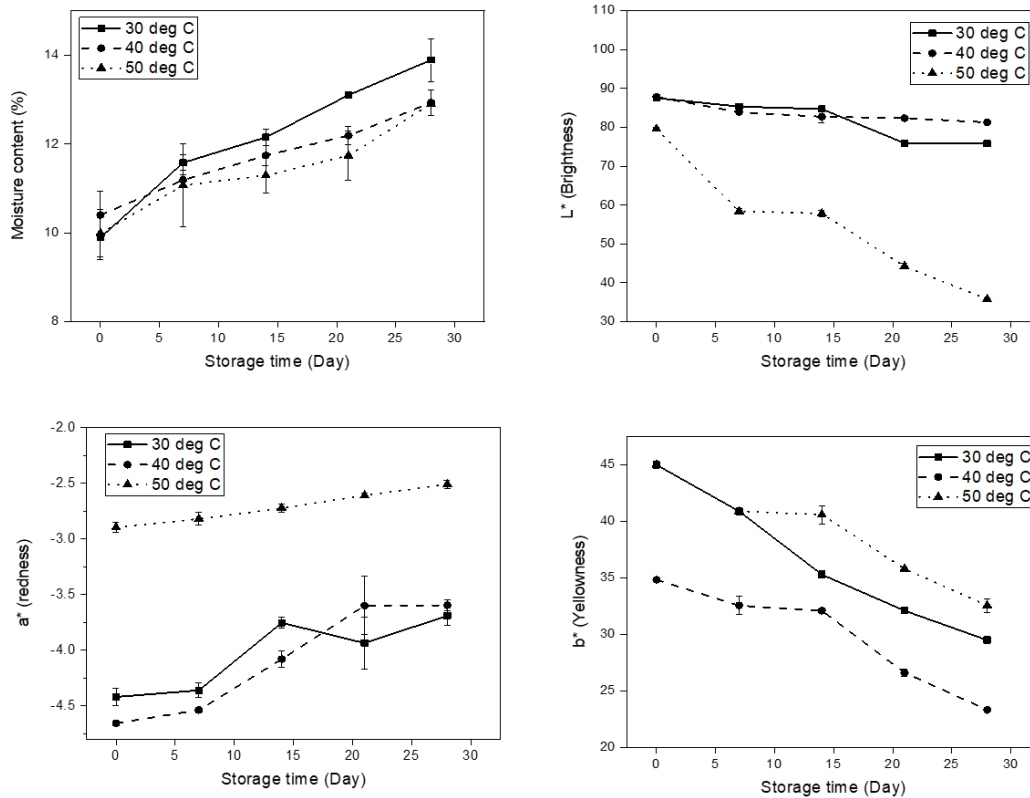 30 deg C
40 deg C
50 deg C
14
12
10
8
Moisture content (%)
0 5 10 15 20 25 30
Storage time (Day)
30 deg C
40 deg C
50 deg C
110
100
90
80
70
60
50
40
30
L* (Brightness)
0 5 10 15 20 25 30
Storage time (Day)
30 deg C
40 deg C
50 deg C
-2.0
-2.5
-3.0
-3.5
-4.0
-4.5
a* (redness)
0 5 10 15 20 25 30
Storage time (Day)
30 deg C
40 deg C
50 deg C
45
40
35
30
25
20
b* (Yellowness)
0 5 10 15 20 25 30
Storage time (Day)